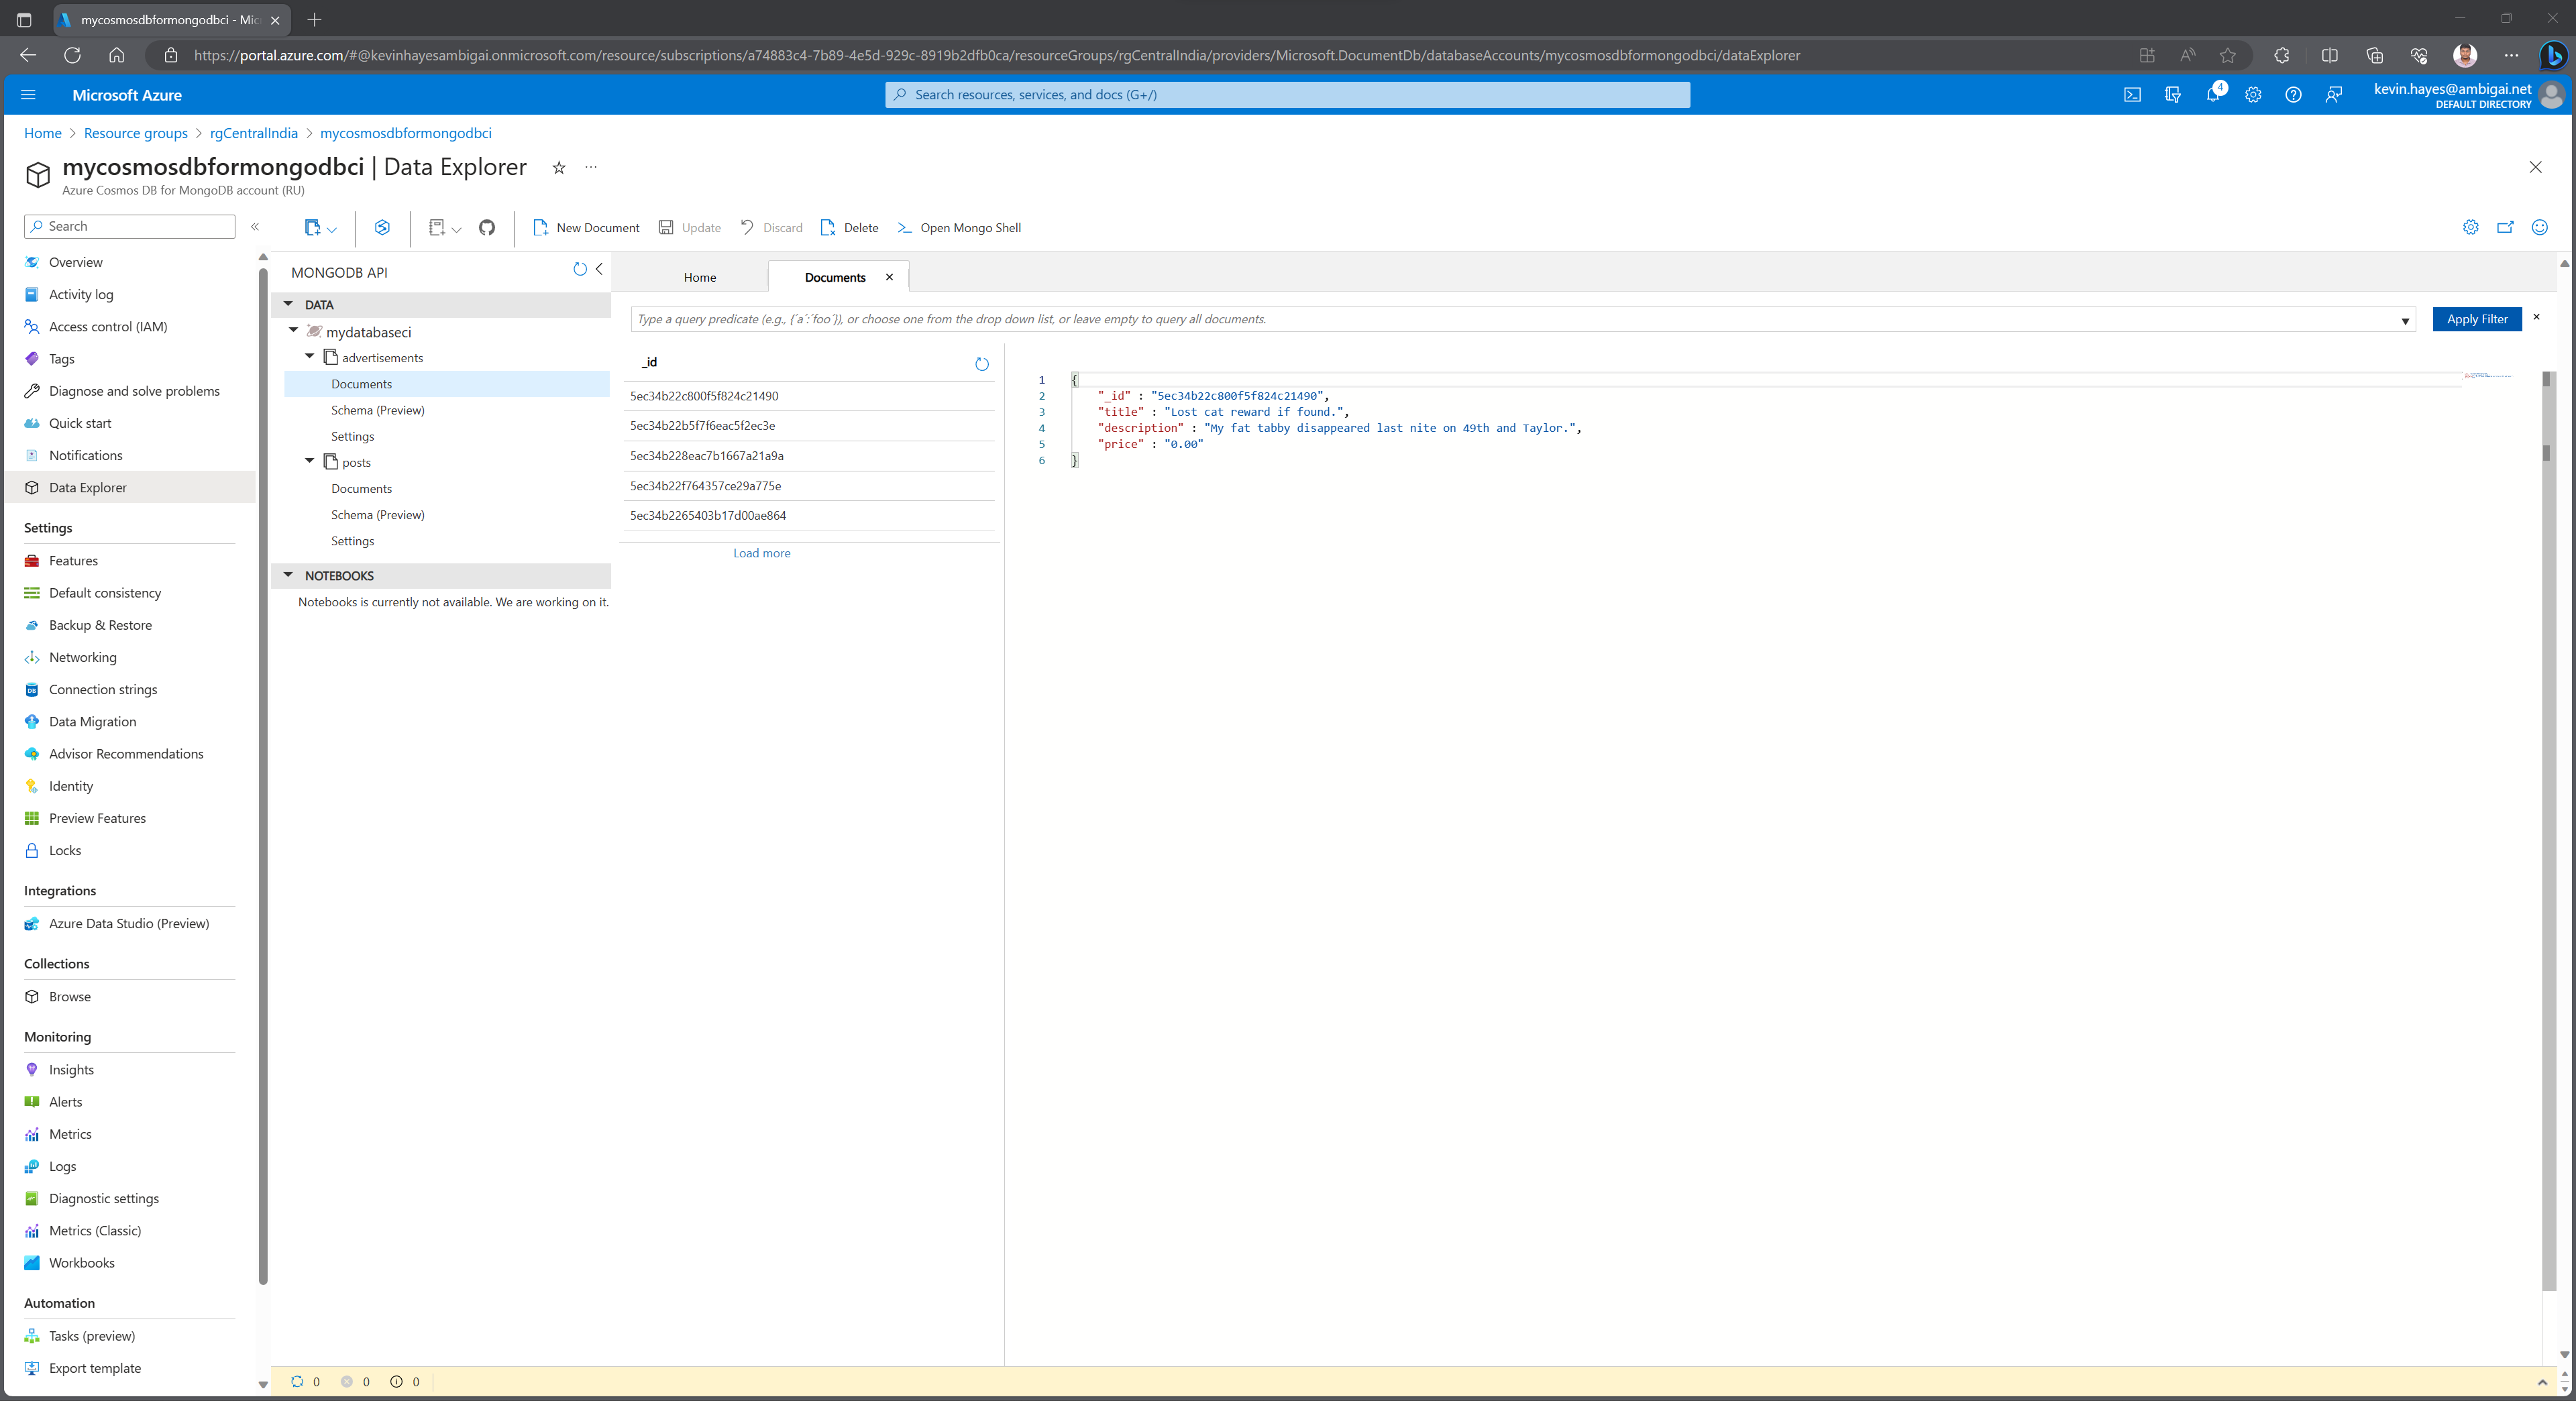 mycosmosdbformongodbci - Mic
https://portal.azure.com/#@kevinhayesambigai.onmicrosoft.com/resource/subscriptions/a74883c4-7b89-4e5d-929c-8919b2dfb0ca/resourceGroups/rgCentralIndia/providers/Microsoft.DocumentDb/databaseAccounts/mycosmosdbformongodbci/dataExplorer
Microsoft Azure
Search resources, services, and docs (G+/)
4
kevin.hayes@ambigai.net
DEFAULT DIRECTORY
Home > Resource groups > rgCentralIndia > mycosmosdbformongodbci
mycosmosdbformongodbci | Data Explorer
Azure Cosmos DB for MongoDB account (RU)
Search
Overview
Activity log
Access control (IAM)
Tags
Diagnose and solve problems
Quick start
Notifications
Data Explorer
Settings
Features
Default consistency
Backup & Restore
Networking
Connection strings
Data Migration
Advisor Recommendations
Identity
Preview Features
Locks
Integrations
Azure Data Studio (Preview)
Collections
Browse
Monitoring
Insights
Alerts
Metrics
Logs
Diagnostic settings
Metrics (Classic)
Workbooks
Automation
Tasks (preview)
Export template
New Document Update Discard Delete Open Mongo Shell
MONGODB API
DATA
mydatabaseci
advertisements
Documents
Schema (Preview)
Settings
posts
Documents
Schema (Preview)
Settings
NOTEBOOKS
Notebooks is currently not available. We are working on it.
Home Documents
Type a query predicate (e.g., {´a´:´foo´}), or choose one from the drop down list, or leave empty to query all documents.
Apply Filter
_id
5ec34b22c800f5f824c21490
5ec34b22b5f7f6eac5f2ec3e
5ec34b228eac7b1667a21a9a
5ec34b22f764357ce29a775e
5ec34b2265403b17d00ae864
Load more
1 {
2 "_id" : "5ec34b22c800f5f824c21490",
3 "title" : "Lost cat reward if found.",
4 "description" : "My fat tabby disappeared last nite on 49th and Taylor.",
5 "price" : "0.00"
6 }
0 0 0